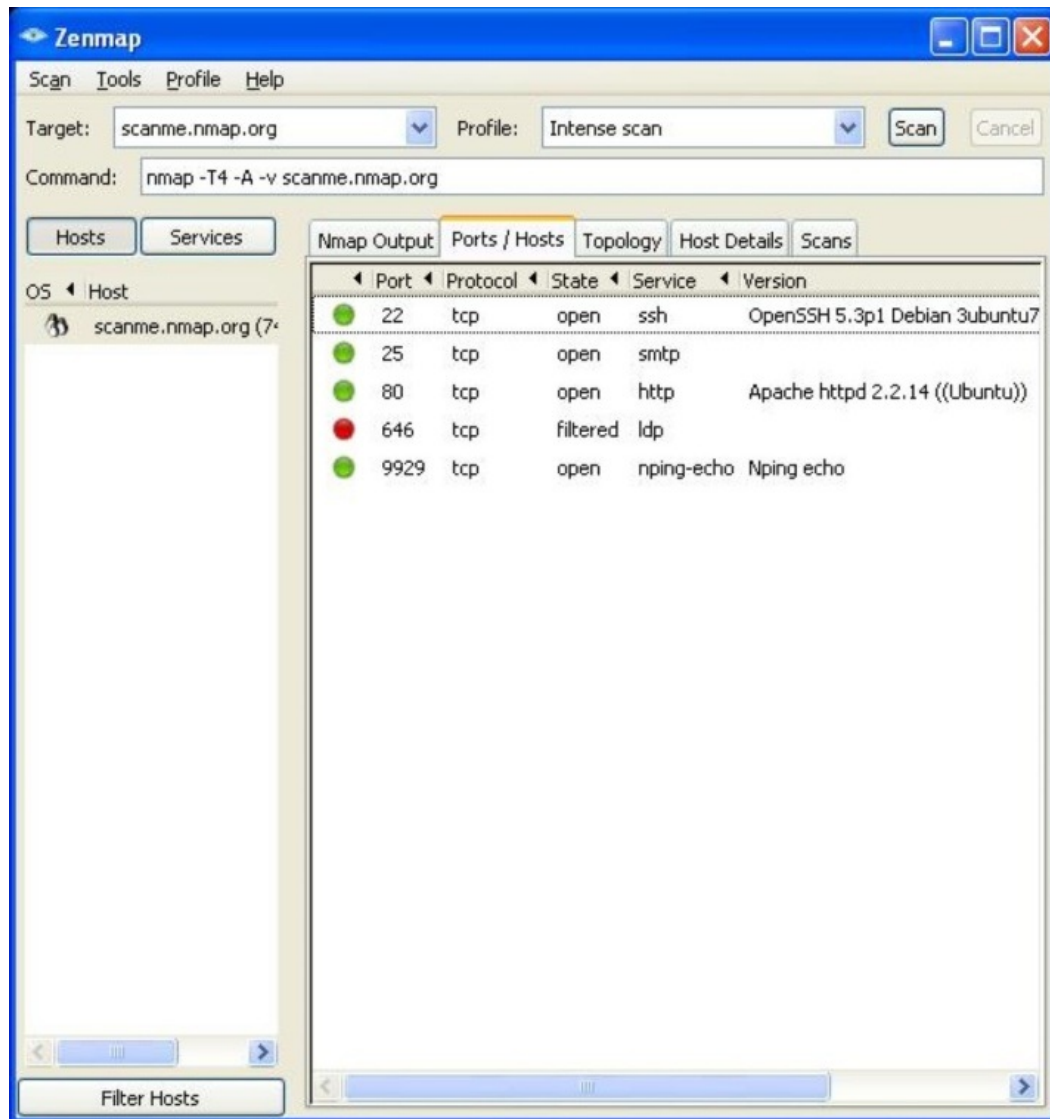 Zenmap
Scan Tools Profile Help
Target: scanme.nmap.org Profile: Intense scan Scan Cancel
Command: nmap -T4 -A -v scanme.nmap.org
Hosts Services Nmap Output Ports / Hosts Topology Host Details Scans
OS Host
scanme.nmap.org (74
Port Protocol State Service Version
22 tcp open ssh OpenSSH 5.3p1 Debian 3ubuntu7
25 tcp open smtp
80 tcp open http Apache httpd 2.2.14 ((Ubuntu))
646 tcp filtered ldp
9929 tcp open nping-echo Nping echo
Filter Hosts